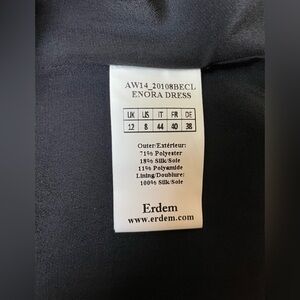 AW14_20108BECL
ENORA DRESS
UK US IT FR DE
12 8 44 40 38
Outer/Extérieur:
71% Polyester
18% Silk/Soie
11% Polyamide
Lining/Doublure:
100% Silk/Soie
Erdem
www.erdem.com